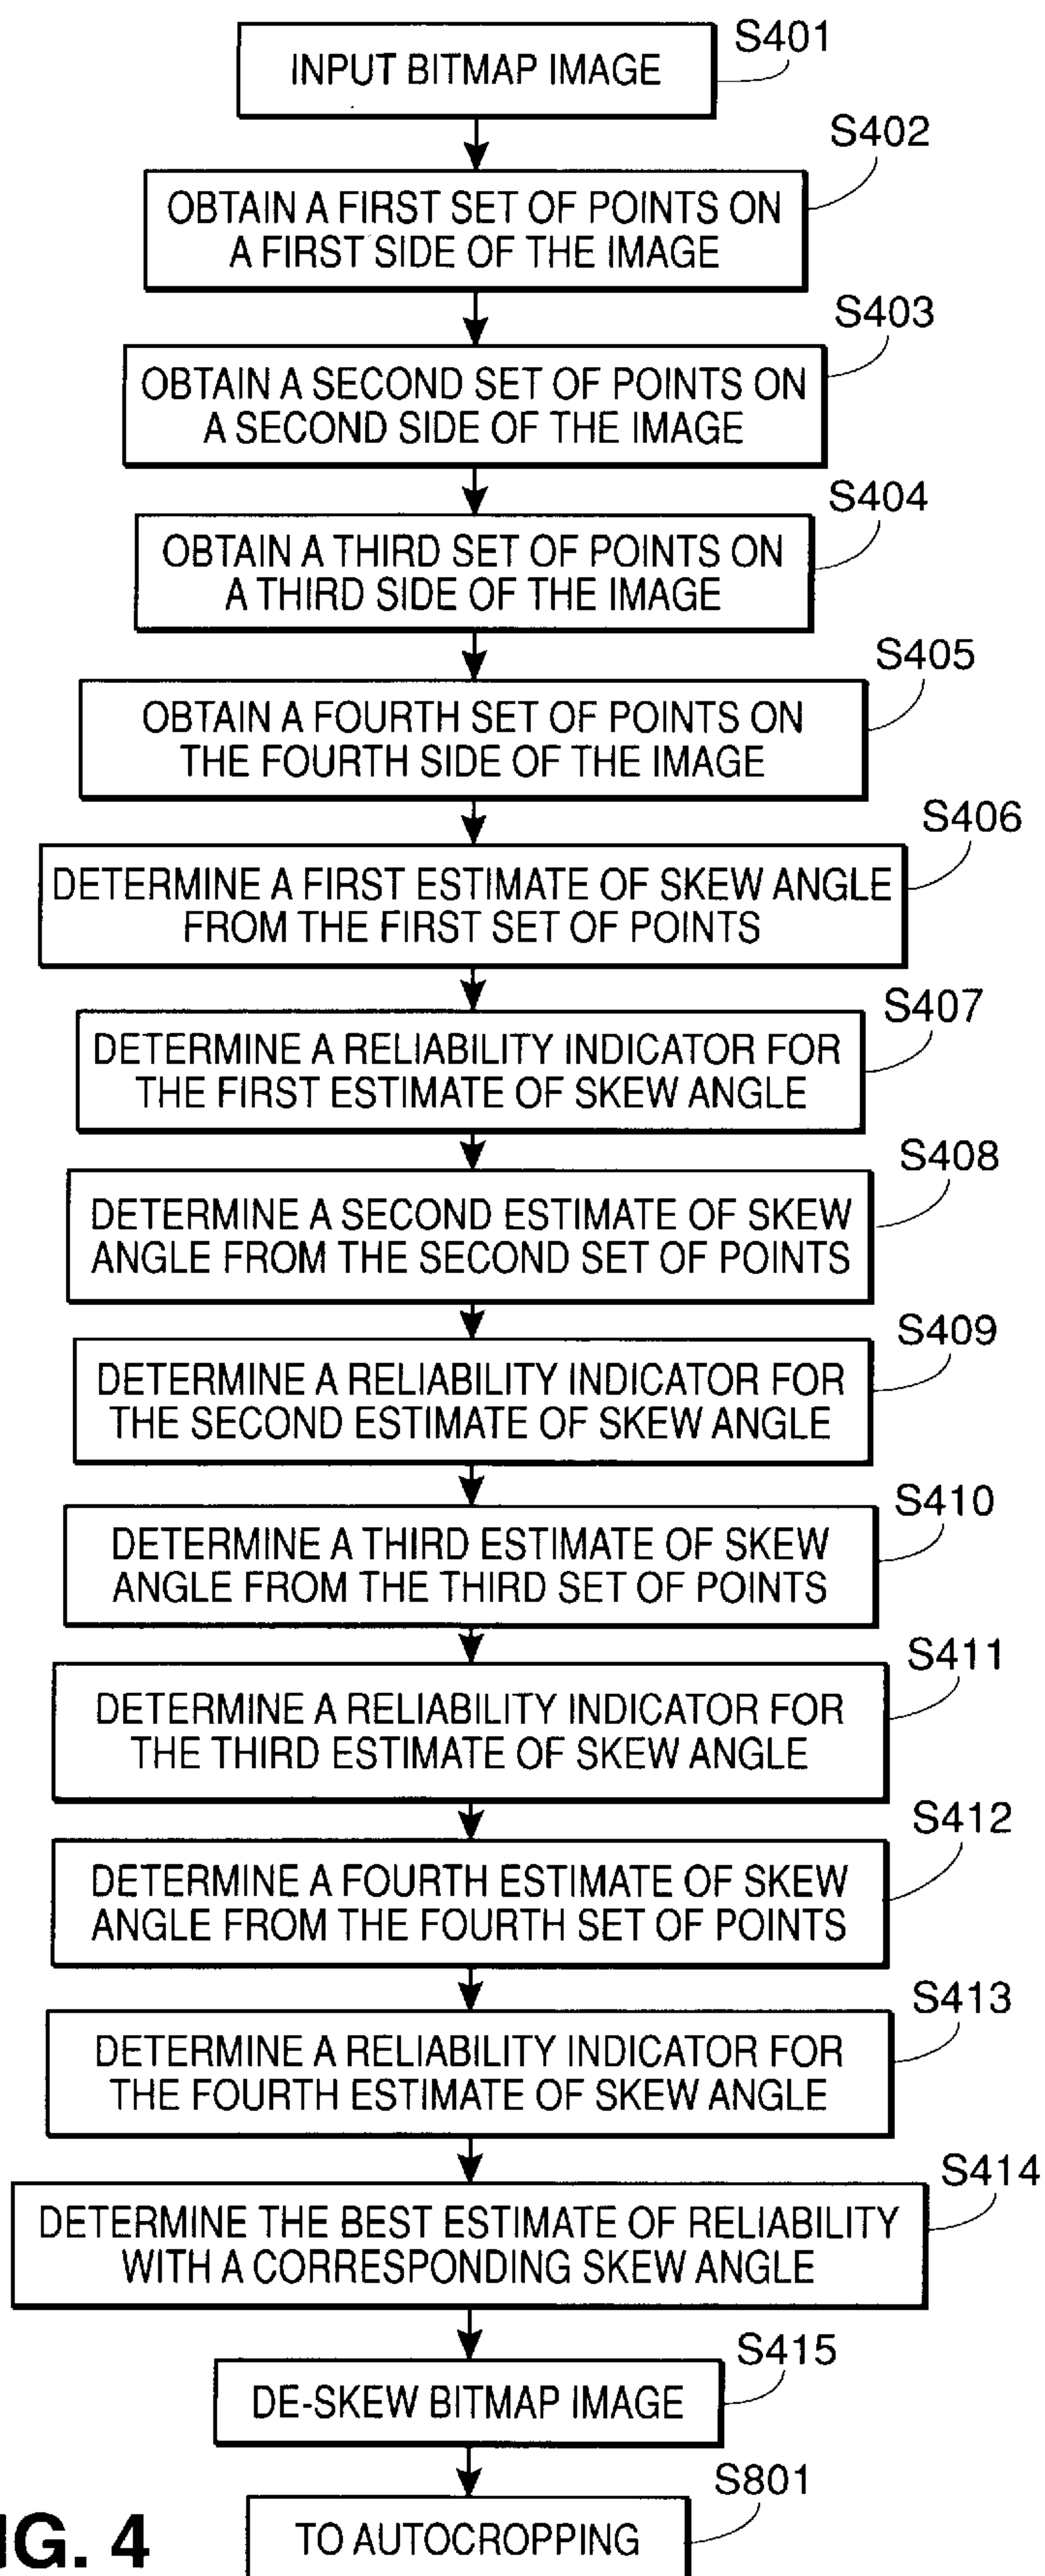 S401
INPUT BITMAP IMAGE
S402
OBTAIN A FIRST SET OF POINTS ON
A FIRST SIDE OF THE IMAGE
S403
OBTAIN A SECOND SET OF POINTS ON
A SECOND SIDE OF THE IMAGE
S404
OBTAIN A THIRD SET OF POINTS ON
A THIRD SIDE OF THE IMAGE
S405
OBTAIN A FOURTH SET OF POINTS ON
THE FOURTH SIDE OF THE IMAGE
S406
DETERMINE A FIRST ESTIMATE OF SKEW ANGLE
FROM THE FIRST SET OF POINTS
S407
DETERMINE A RELIABILITY INDICATOR FOR
THE FIRST ESTIMATE OF SKEW ANGLE
S408
DETERMINE A SECOND ESTIMATE OF SKEW
ANGLE FROM THE SECOND SET OF POINTS
S409
DETERMINE A RELIABILITY INDICATOR FOR
THE SECOND ESTIMATE OF SKEW ANGLE
S410
DETERMINE A THIRD ESTIMATE OF SKEW
ANGLE FROM THE THIRD SET OF POINTS
S411
DETERMINE A RELIABILITY INDICATOR FOR
THE THIRD ESTIMATE OF SKEW ANGLE
S412
DETERMINE A FOURTH ESTIMATE OF SKEW
ANGLE FROM THE FOURTH SET OF POINTS
S413
DETERMINE A RELIABILITY INDICATOR FOR
THE FOURTH ESTIMATE OF SKEW ANGLE
S414
DETERMINE THE BEST ESTIMATE OF RELIABILITY
WITH A CORRESPONDING SKEW ANGLE
S415
DE-SKEW BITMAP IMAGE
S801
TO AUTOCROPPING
IG. 4